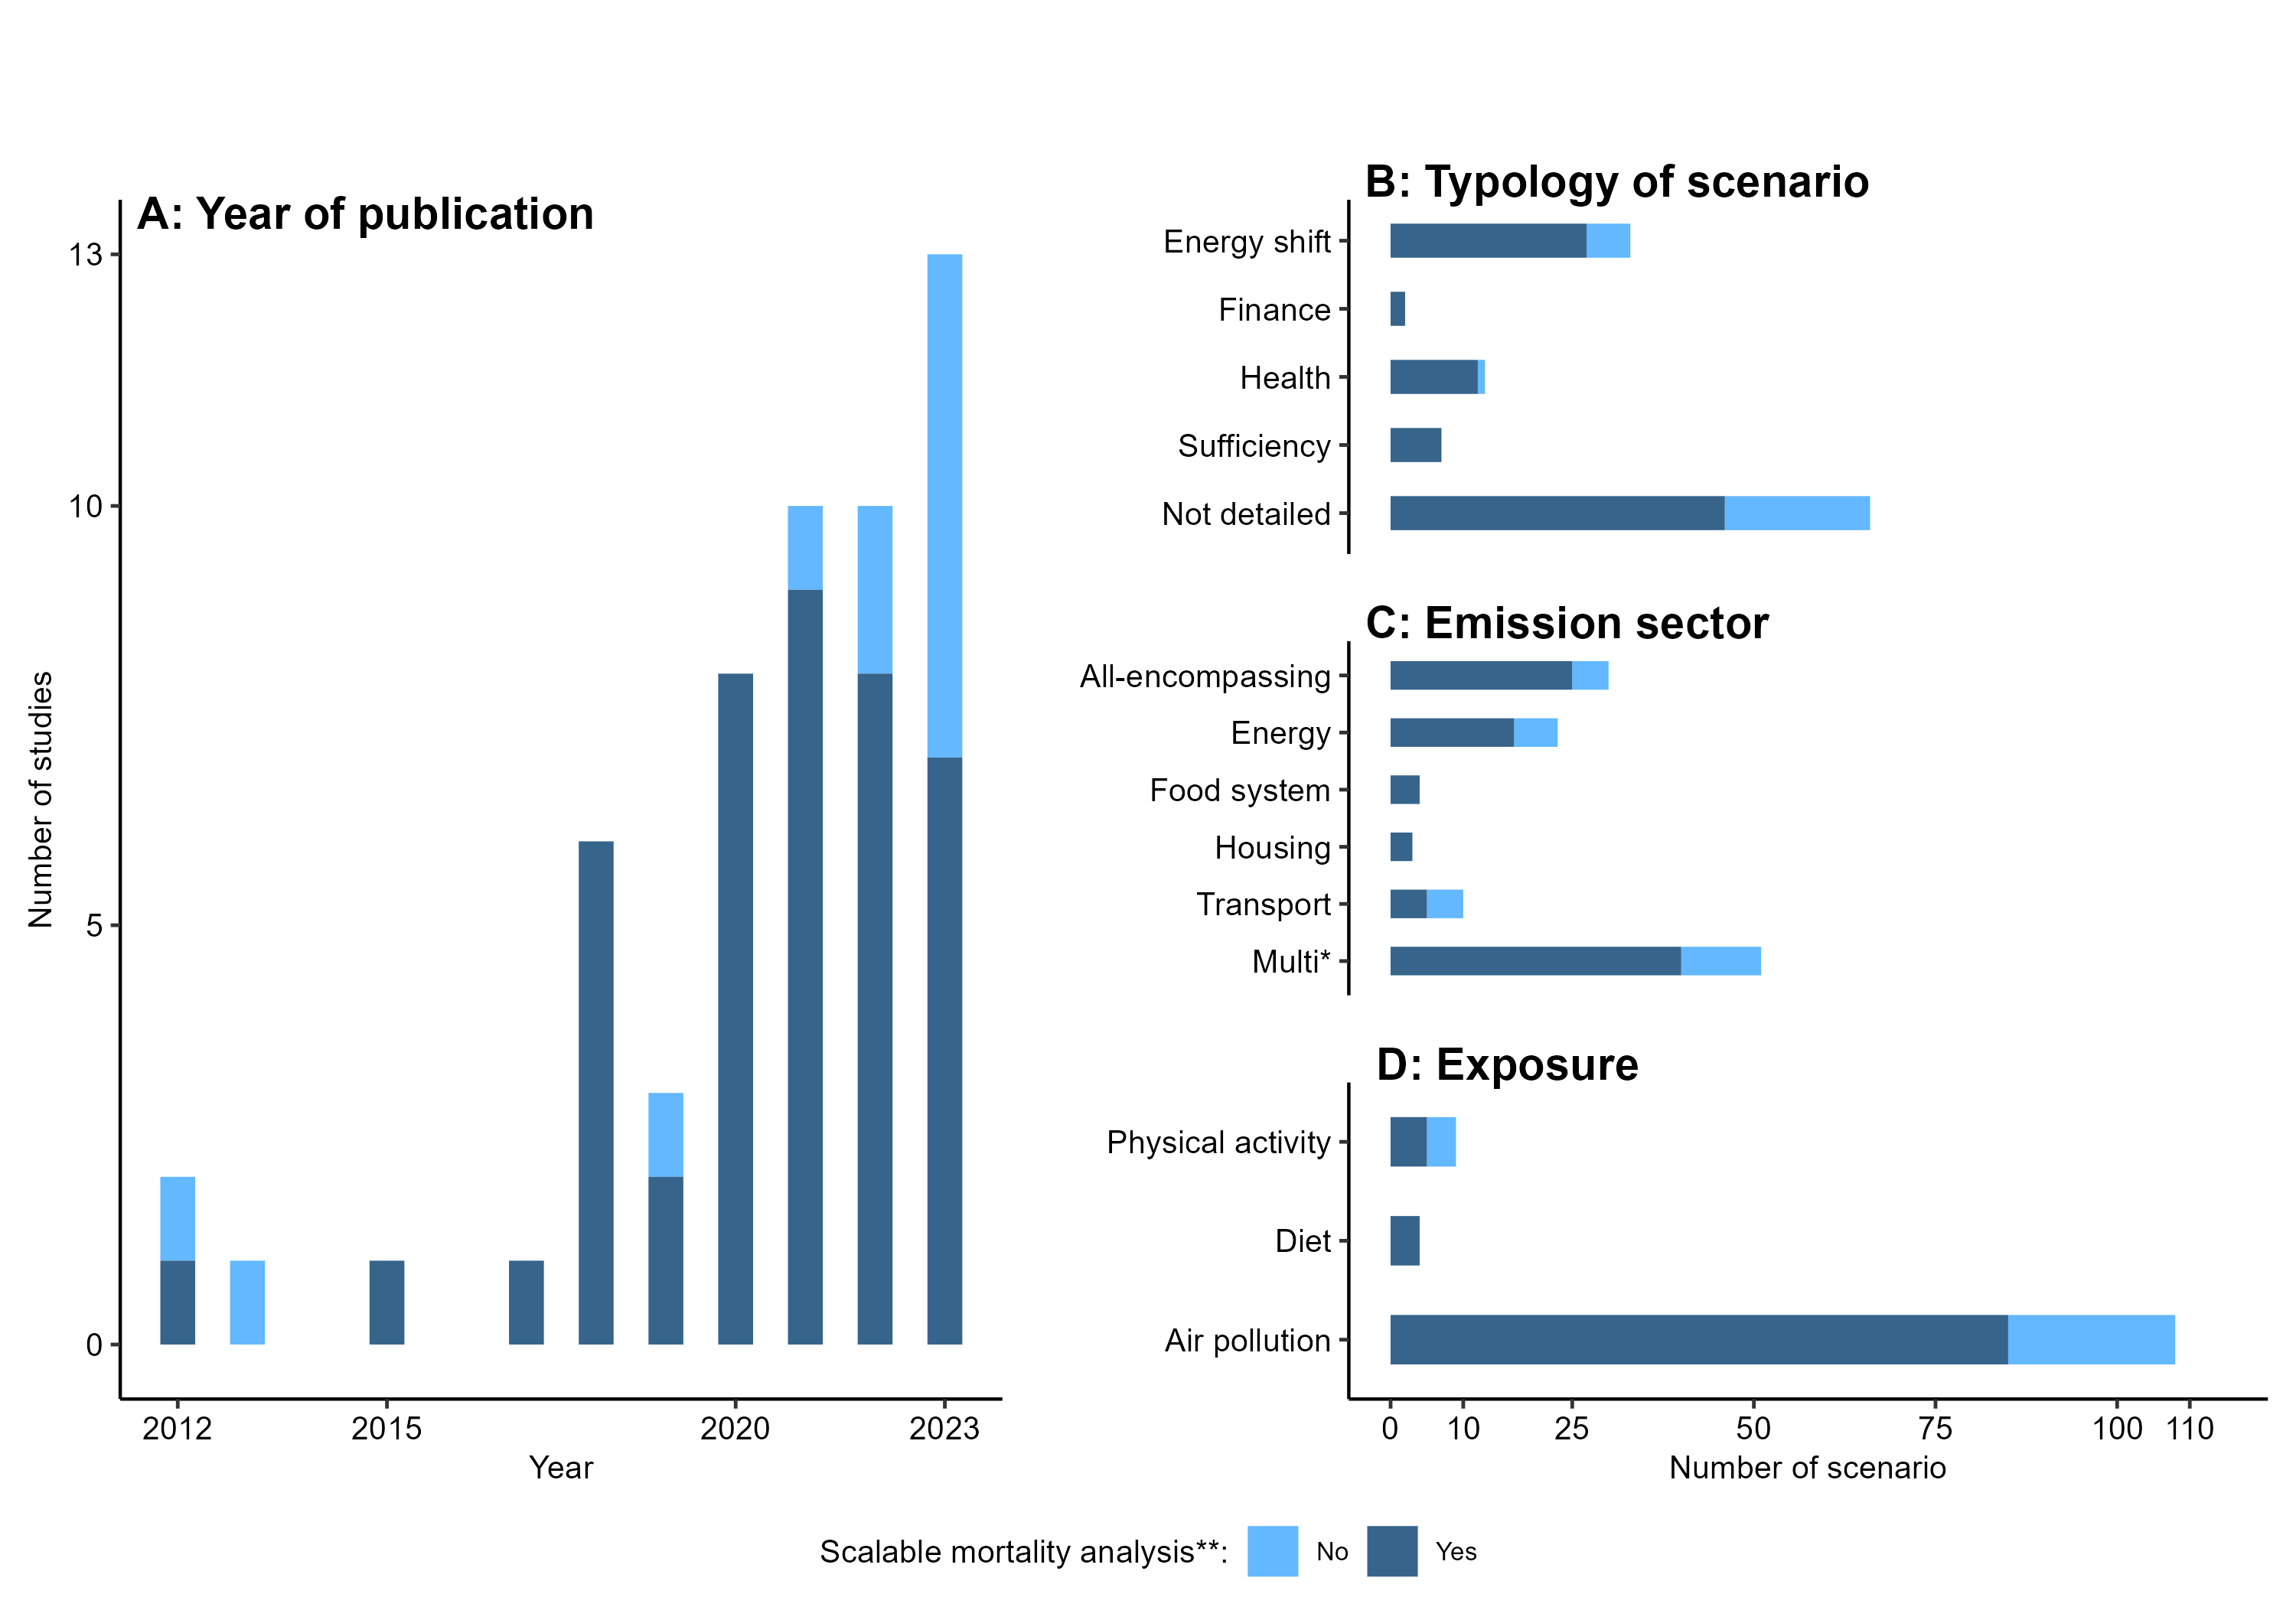 A: Year of publication
13
10
5
0
Number of studies
2012 2015 2020 2023
Year
B: Typology of scenario
Energy shift
Finance
Health
Sufficiency
Not detailed
C: Emission sector
All-encompassing
Energy
Food system
Housing
Transport
Multi*
D: Exposure
Physical activity
Diet
Air pollution
0 10 25 50 75 100 110
Number of scenario
Scalable mortality analysis**: No Yes